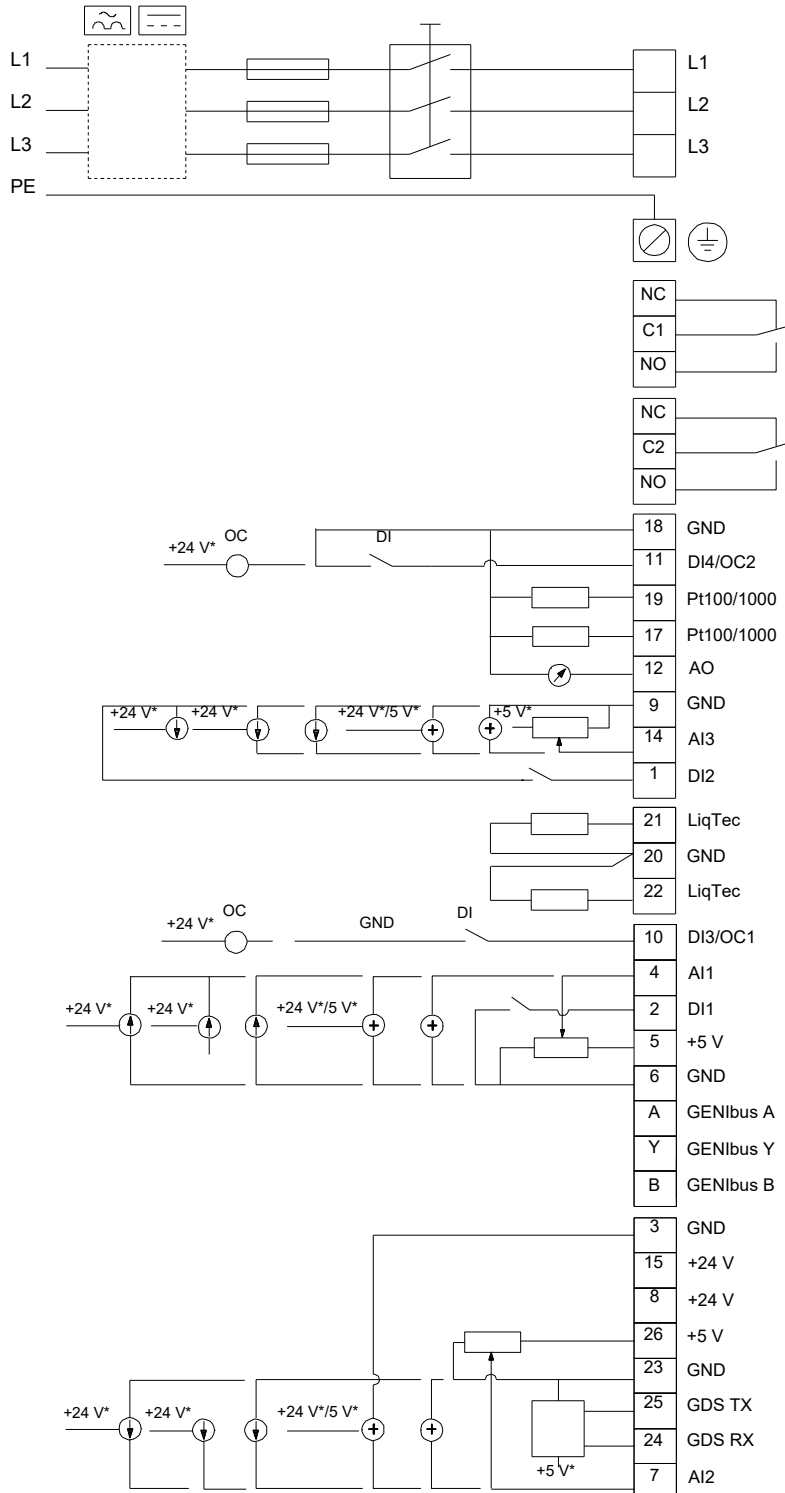 L1 L1
L2 L2
L3 L3
PE
NC
C1
NO
NC
C2
NO
18 GND
+24 V* OC DI 11 DI4/OC2
19 Pt100/1000
17 Pt100/1000
12 AO
9 GND
+24 V* +24 V* +24 V*/5 V* +5 V*
14 AI3
1 DI2
21 LiqTec
20 GND
22 LiqTec
+24 V* OC GND DI 10 DI3/OC1
4 AI1
+24 V* +24 V* +24 V*/5 V* 2 DI1
5 +5 V
6 GND
A GENIbus A
Y GENIbus Y
B GENIbus B
3 GND
15 +24 V
8 +24 V
26 +5 V
23 GND
+24 V* +24 V* +24 V*/5 V* 25 GDS TX
24 GDS RX
+5 V*
7 AI2